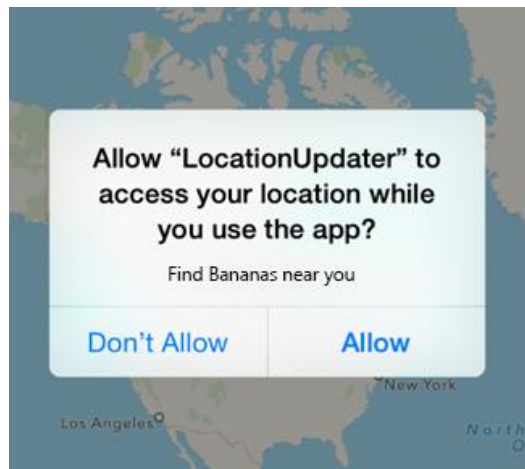 Allow “LocationUpdater” to
access your location while
you use the app?
Find Bananas near you
Don’t Allow
Allow
New York
Los Angeles
North
O